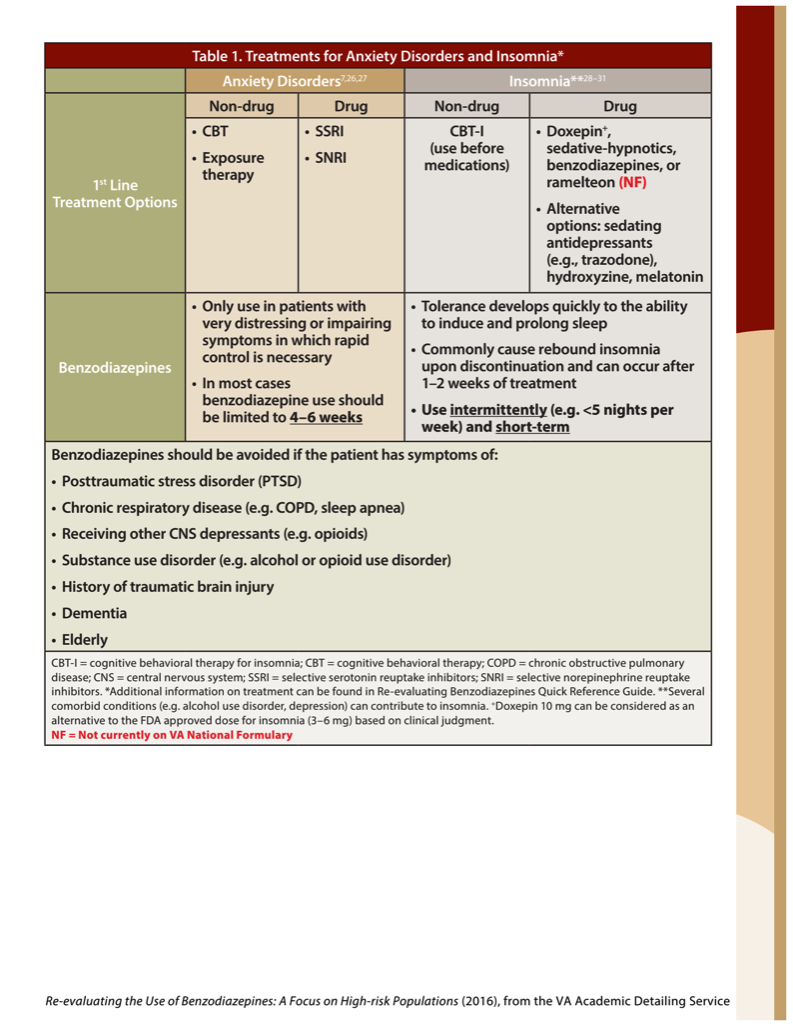 Table 1. Treatments for Anxiety Disorders and Insomnia*
Anxiety Disorders7,26,27
Insomnia**28–31
Non-drug
Drug
Non-drug
Drug
1st Line
Treatment Options
• CBT
• Exposure
therapy
• SSRI
• SNRI
CBT-I
(use before
medications)
• Doxepin+,
sedative-hypnotics,
benzodiazepines, or
ramelteon (NF)
• Alternative
options: sedating
antidepressants
(e.g., trazodone),
hydroxyzine, melatonin
Benzodiazepines
• Only use in patients with
very distressing or impairing
symptoms in which rapid
control is necessary
• In most cases
benzodiazepine use should
be limited to 4–6 weeks
• Tolerance develops quickly to the ability
to induce and prolong sleep
• Commonly cause rebound insomnia
upon discontinuation and can occur after
1–2 weeks of treatment
• Use intermittently (e.g. <5 nights per
week) and short-term
Benzodiazepines should be avoided if the patient has symptoms of:
• Posttraumatic stress disorder (PTSD)
• Chronic respiratory disease (e.g. COPD, sleep apnea)
• Receiving other CNS depressants (e.g. opioids)
• Substance use disorder (e.g. alcohol or opioid use disorder)
• History of traumatic brain injury
• Dementia
• Elderly
CBT-I = cognitive behavioral therapy for insomnia; CBT = cognitive behavioral therapy; COPD = chronic obstructive pulmonary
disease; CNS = central nervous system; SSRI = selective serotonin reuptake inhibitors; SNRI = selective norepinephrine reuptake
inhibitors. *Additional information on treatment can be found in Re-evaluating Benzodiazepines Quick Reference Guide. **Several
comorbid conditions (e.g. alcohol use disorder, depression) can contribute to insomnia. +Doxepin 10 mg can be considered as an
alternative to the FDA approved dose for insomnia (3–6 mg) based on clinical judgment.
NF = Not currently on VA National Formulary
Re-evaluating the Use of Benzodiazepines: A Focus on High-risk Populations (2016), from the VA Academic Detailing Service